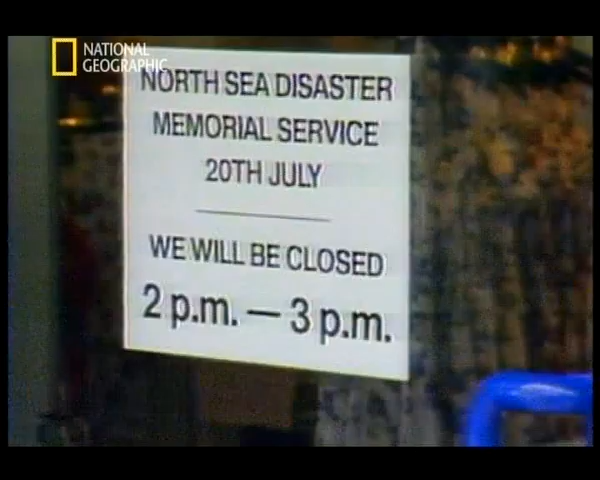 NATIONAL
GEOGRAPHIC
NORTH SEA DISASTER
MEMORIAL SERVICE
20TH JULY
WE WILL BE CLOSED
2 p.m. — 3 p.m.